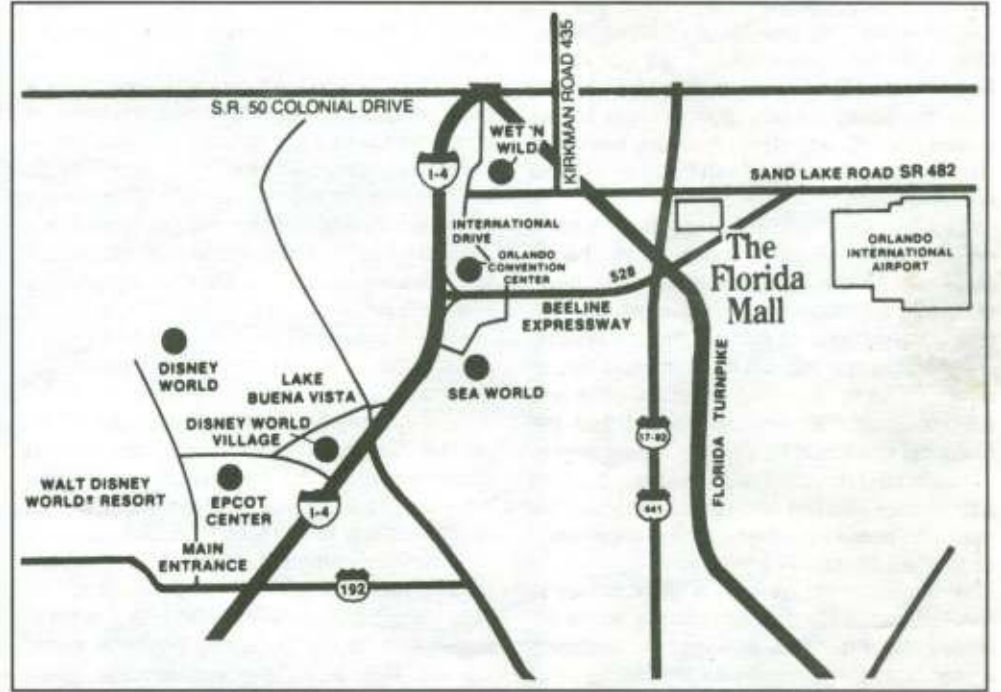 S.R. 50 COLONIAL DRIVE
KIRKMAN ROAD 435
WET 'N
WILD
I-4
SAND LAKE ROAD SR 482
INTERNATIONAL
DRIVE
ORLANDO
CONVENTION
CENTER
528
BEELINE
EXPRESSWAY
The
Florida
Mall
ORLANDO
INTERNATIONAL
AIRPORT
DISNEY
WORLD
LAKE
BUENA VISTA
SEA WORLD
DISNEY WORLD
VILLAGE
FLORIDA TURNPIKE
17-92
WALT DISNEY
WORLD* RESORT
EPCOT
CENTER
I-4
441
MAIN
ENTRANCE
192